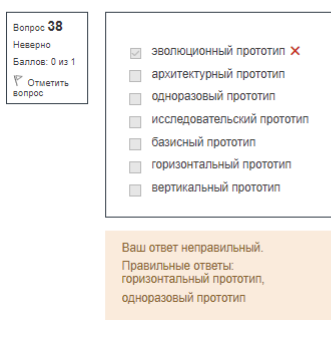 Вопрос 38
Неверно
Баллов: 0 из 1
Отметить
вопрос
эволюционный прототип
архитектурный прототип
одноразовый прототип
исследовательский прототип
базисный прототип
горизонтальный прототип
вертикальный прототип
Ваш ответ неправильный.
Правильные ответы:
горизонтальный прототип,
одноразовый прототип